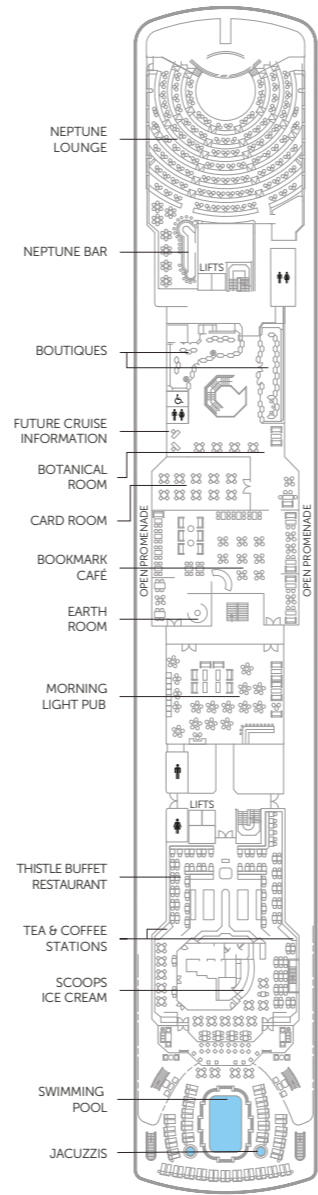 NEPTUNE
LOUNGE
NEPTUNE BAR
LIFTS
BOUTIQUES
FUTURE CRUISE
INFORMATION
BOTANICAL
ROOM
CARD ROOM
OPEN PROMENADE
OPEN PROMENADE
BOOKMARK
CAFÉ
EARTH
ROOM
MORNING
LIGHT PUB
LIFTS
THISTLE BUFFET
RESTAURANT
TEA & COFFEE
STATIONS
SCOOPS
ICE CREAM
SWIMMING
POOL
JACUZZIS